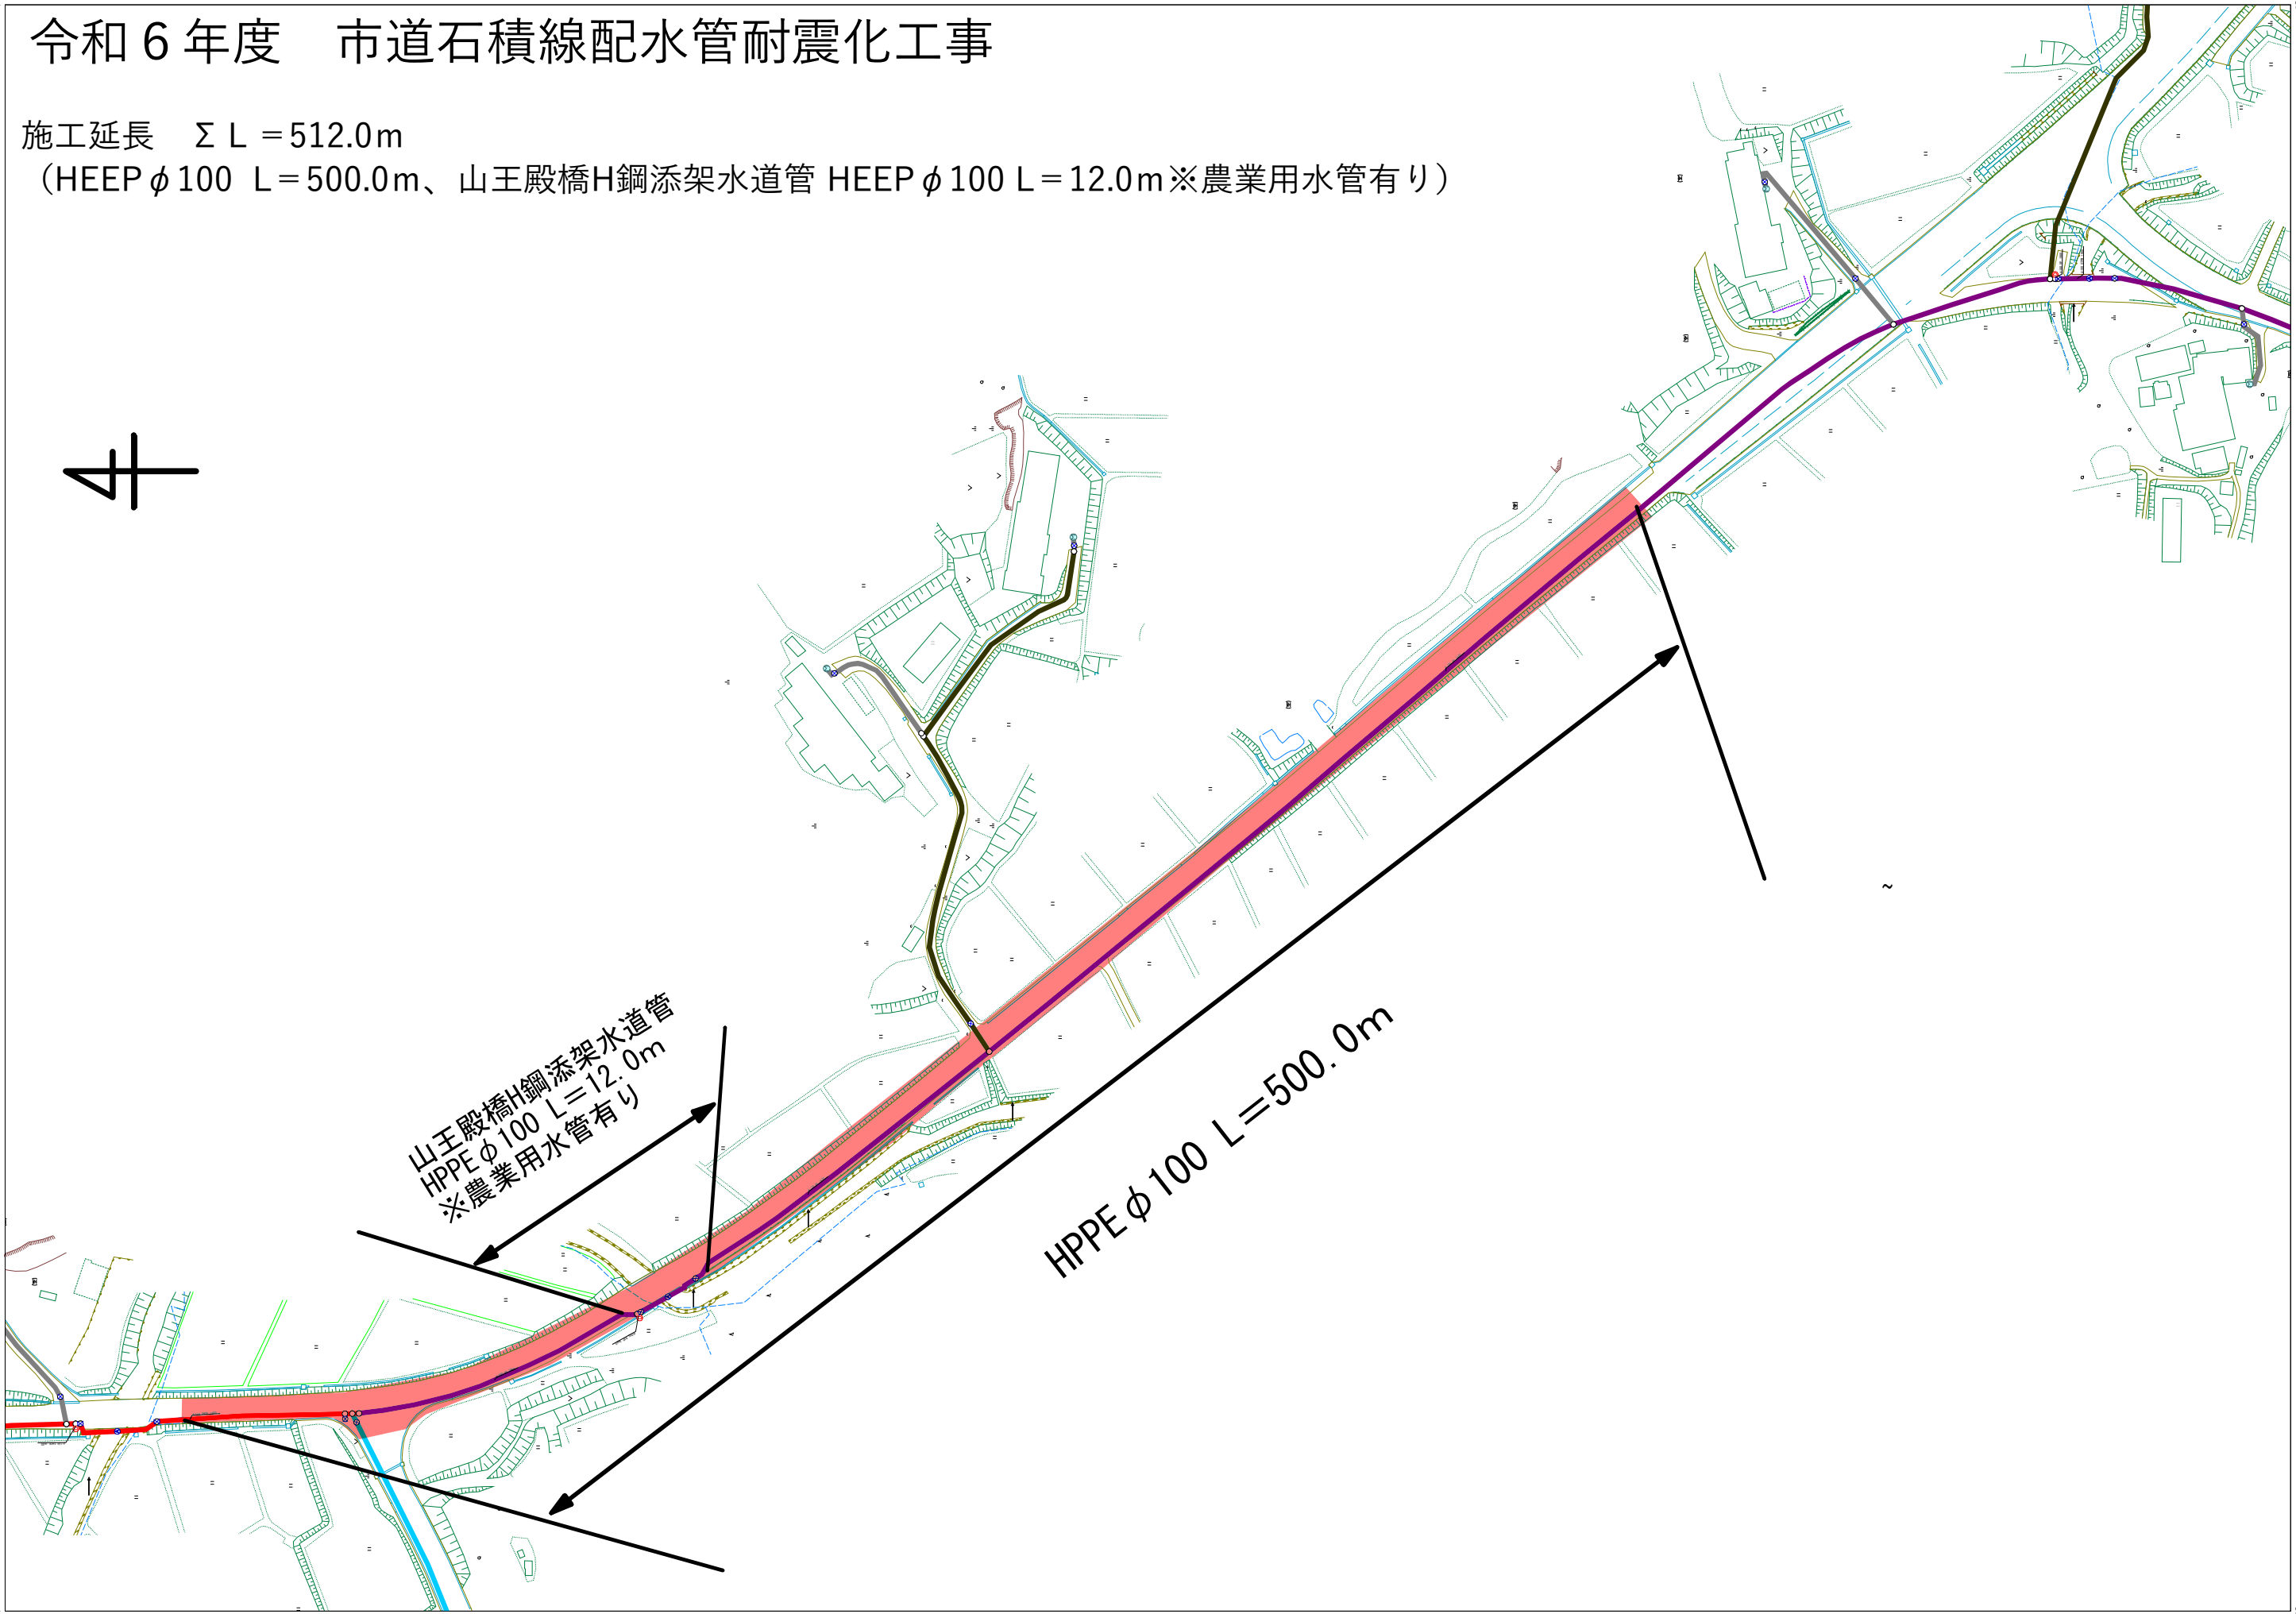 令和６年度　市道石積線配水管耐震化工事
施工延長　Σ L ＝512.0m
（HEEPφ100 L＝500.0m、山王殿橋H鋼添架水道管 HEEPφ100 L＝12.0m※農業用水管有り）
山王殿橋H鋼添架水道管
HPPEφ100 L＝12.0m
※農業用水管有り
HPPEφ100 L＝500.0m
~